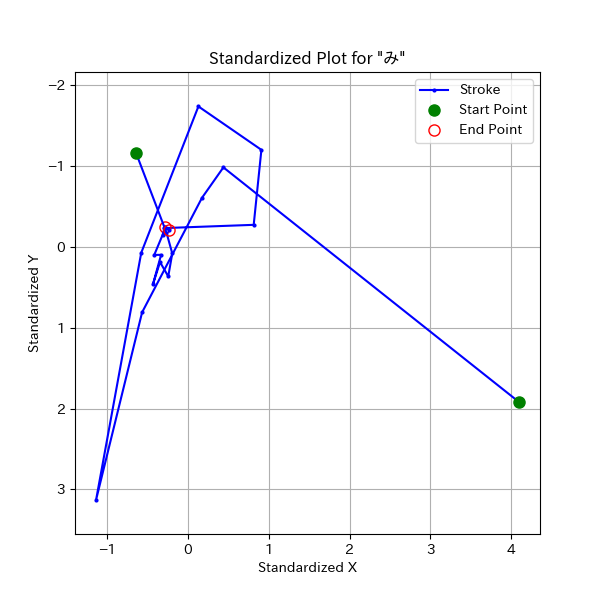 Standardized Plot for "み"
Stroke
Start Point
End Point
−2
−1
0
1
2
3
Standardized Y
−1
0
1
2
3
4
Standardized X